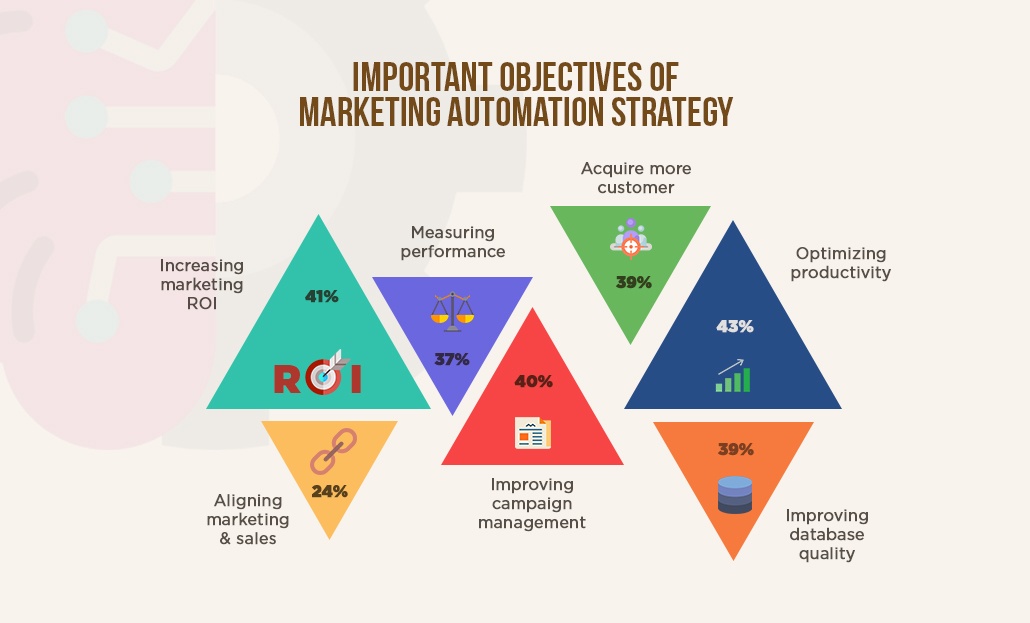 IMPORTANT OBJECTIVES OF
MARKETING AUTOMATION STRATEGY
Increasing
marketing
ROI
41%
ROI
Measuring
performance
37%
Acquire more
customer
39%
Optimizing
productivity
43%
40%
Improving
campaign
management
24%
Aligning
marketing
& sales
39%
Improving
database
quality